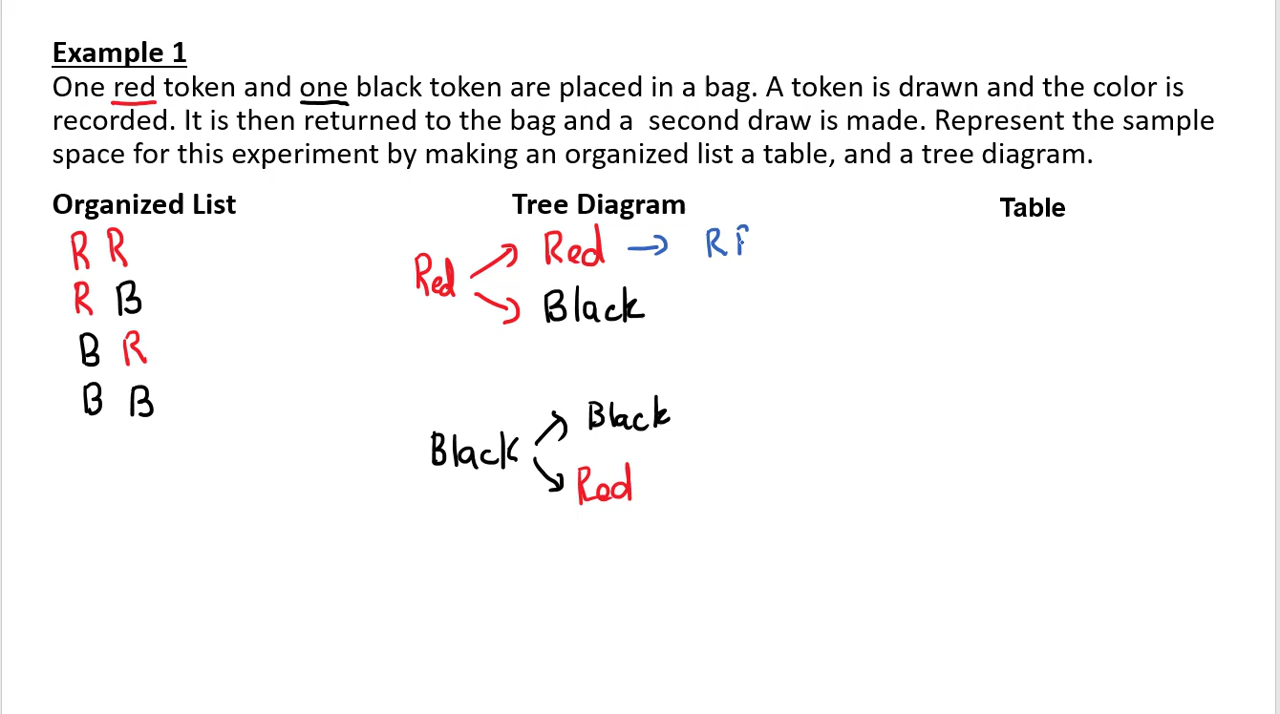 Example 1
One red token and one black token are placed in a bag. A token is drawn and the color is
recorded. It is then returned to the bag and a second draw is made. Represent the sample
space for this experiment by making an organized list a table, and a tree diagram.
Organized List
R R
R B
B R
B B
Tree Diagram
Red
Red → R
Black
Black
Black
Red
Table